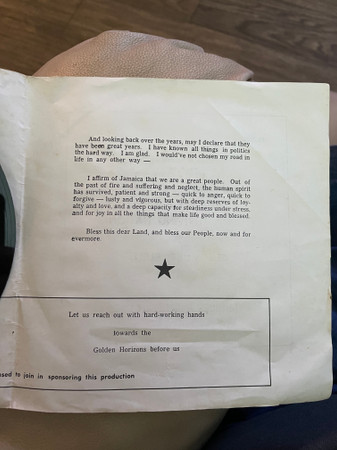 And looking back over the years, may I declare that they
have been great years. I have known all things in politics
the hard way. I am glad. I would've not chosen my road in
life in any other way —
I affirm of Jamaica that we are a great people. Out of
the past of fire and suffering and neglect, the human spirit
has survived, patient and strong — quick to anger, quick to
forgive — lusty and vigorous, but with deep reserves of loy-
alty and love, and a deep capacity for steadiness under stress,
and for joy in all the things that make life good and blessed.
Bless this dear Land, and bless our People, now and for
evermore.
Let us reach out with hard-working hands
towards the
Golden Horizons before us
to join in sponsoring this production